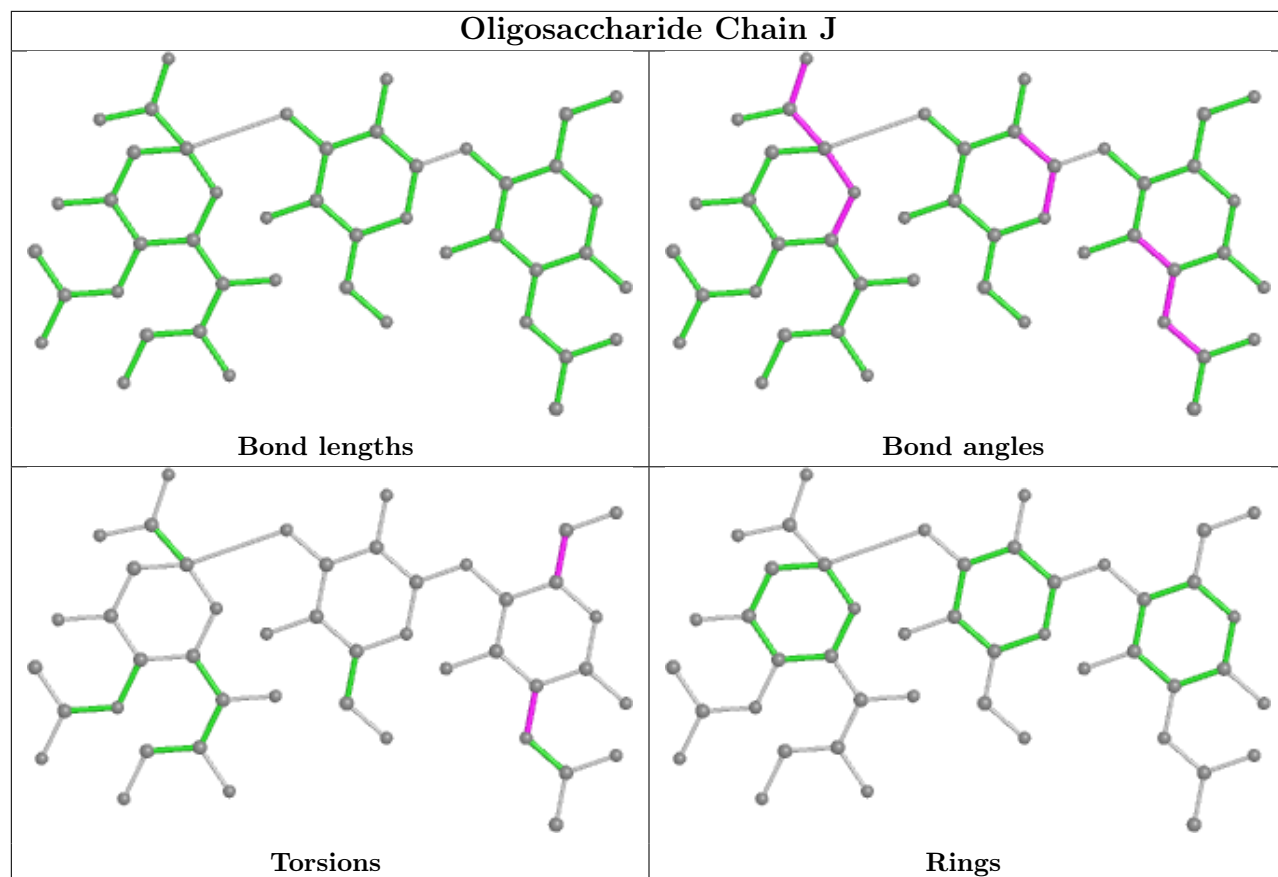 Oligosaccharide Chain J
Bond lengths
Bond angles
Torsions
Rings